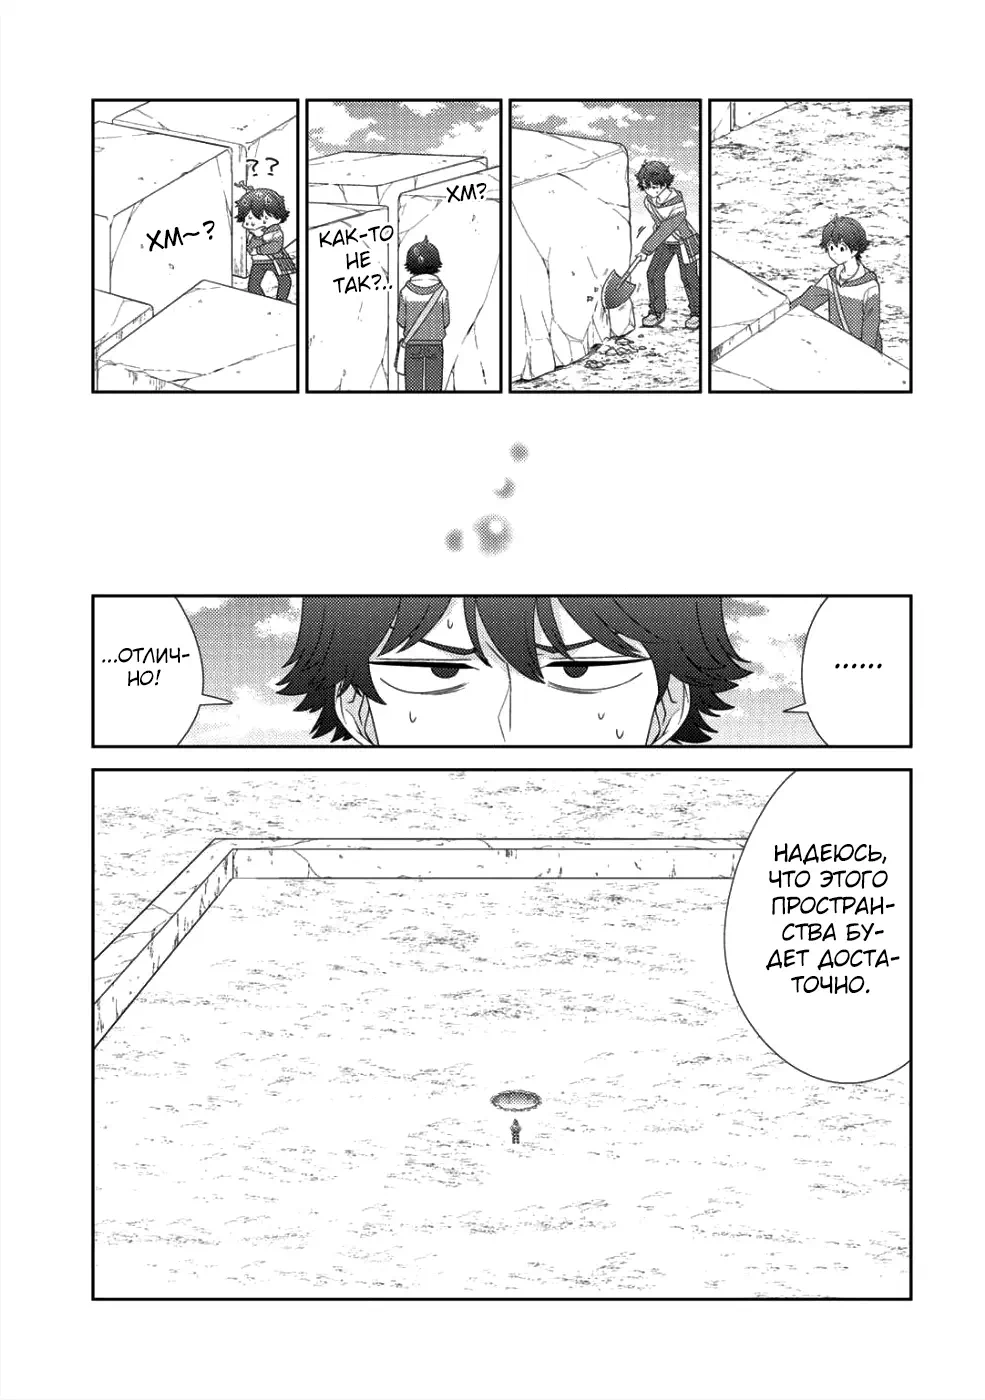 ХМ?
КАК-ТО
НЕ
ТАК?..
??
ХМ~?
......
...ОТЛИЧ-
НО!
НАДЕЮСЬ,
ЧТО ЭТОГО
ПРОСТРАН-
СТВА БУ-
ДЕТ ДОСТА-
ТОЧНО.